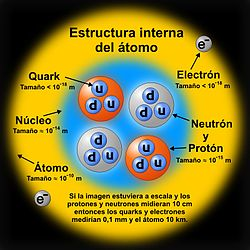 Estructura interna
del átomo
Quark
Tamaño < 10⁻¹⁸ m
Electrón
Tamaño < 10⁻¹⁸ m
e⁻
u
d u
d
u d
d
u d
u
d u
Núcleo
Tamaño ≈ 10⁻¹⁴ m
Neutrón
y
Protón
Tamaño ≈ 10⁻¹⁵ m
Átomo
Tamaño ≈ 10⁻¹⁰ m
e⁻
Si la imagen estuviera a escala y los
protones y neutrones midieran 10 cm
entonces los quarks y electrones
medirían 0,1 mm y el átomo 10 km.